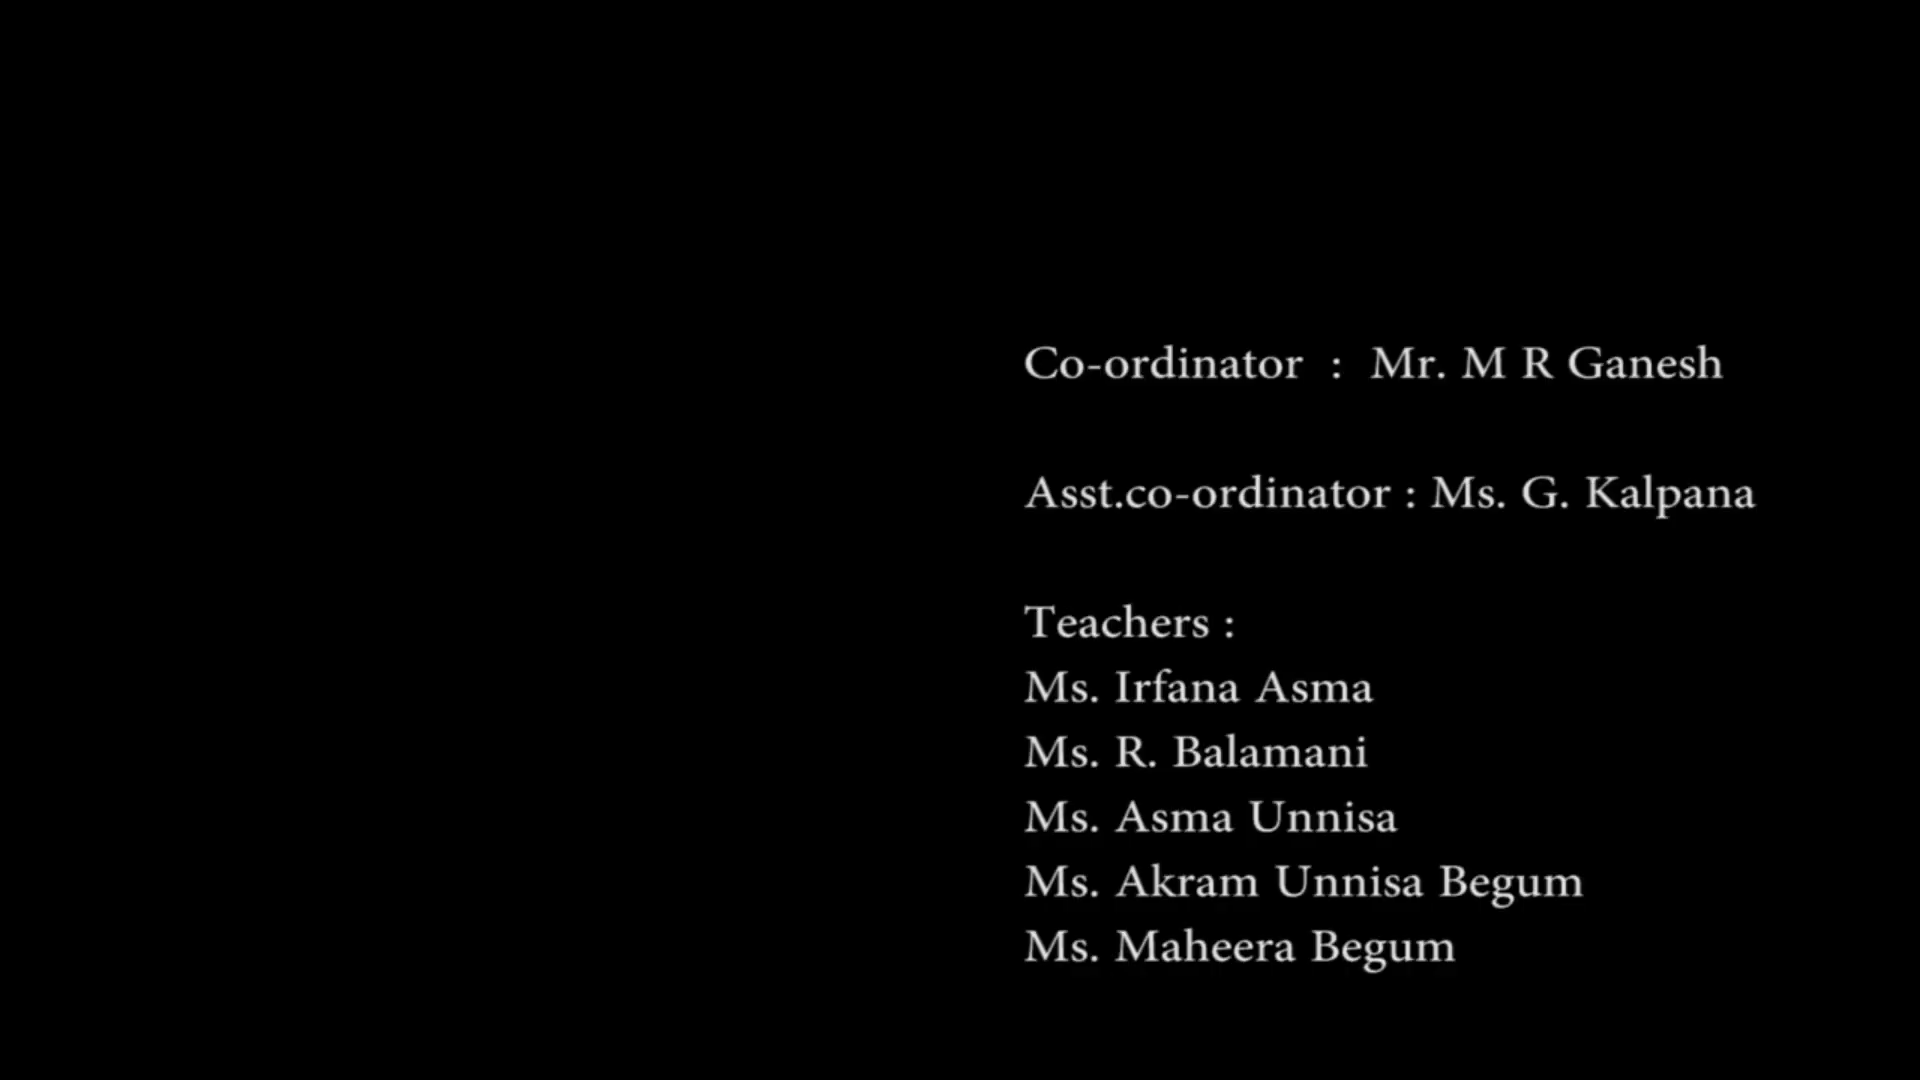 Co-ordinator : Mr. M R Ganesh
Asst.co-ordinator : Ms. G. Kalpana
Teachers :
Ms. Irfana Asma
Ms. R. Balamani
Ms. Asma Unnisa
Ms. Akram Unnisa Begum
Ms. Maheera Begum